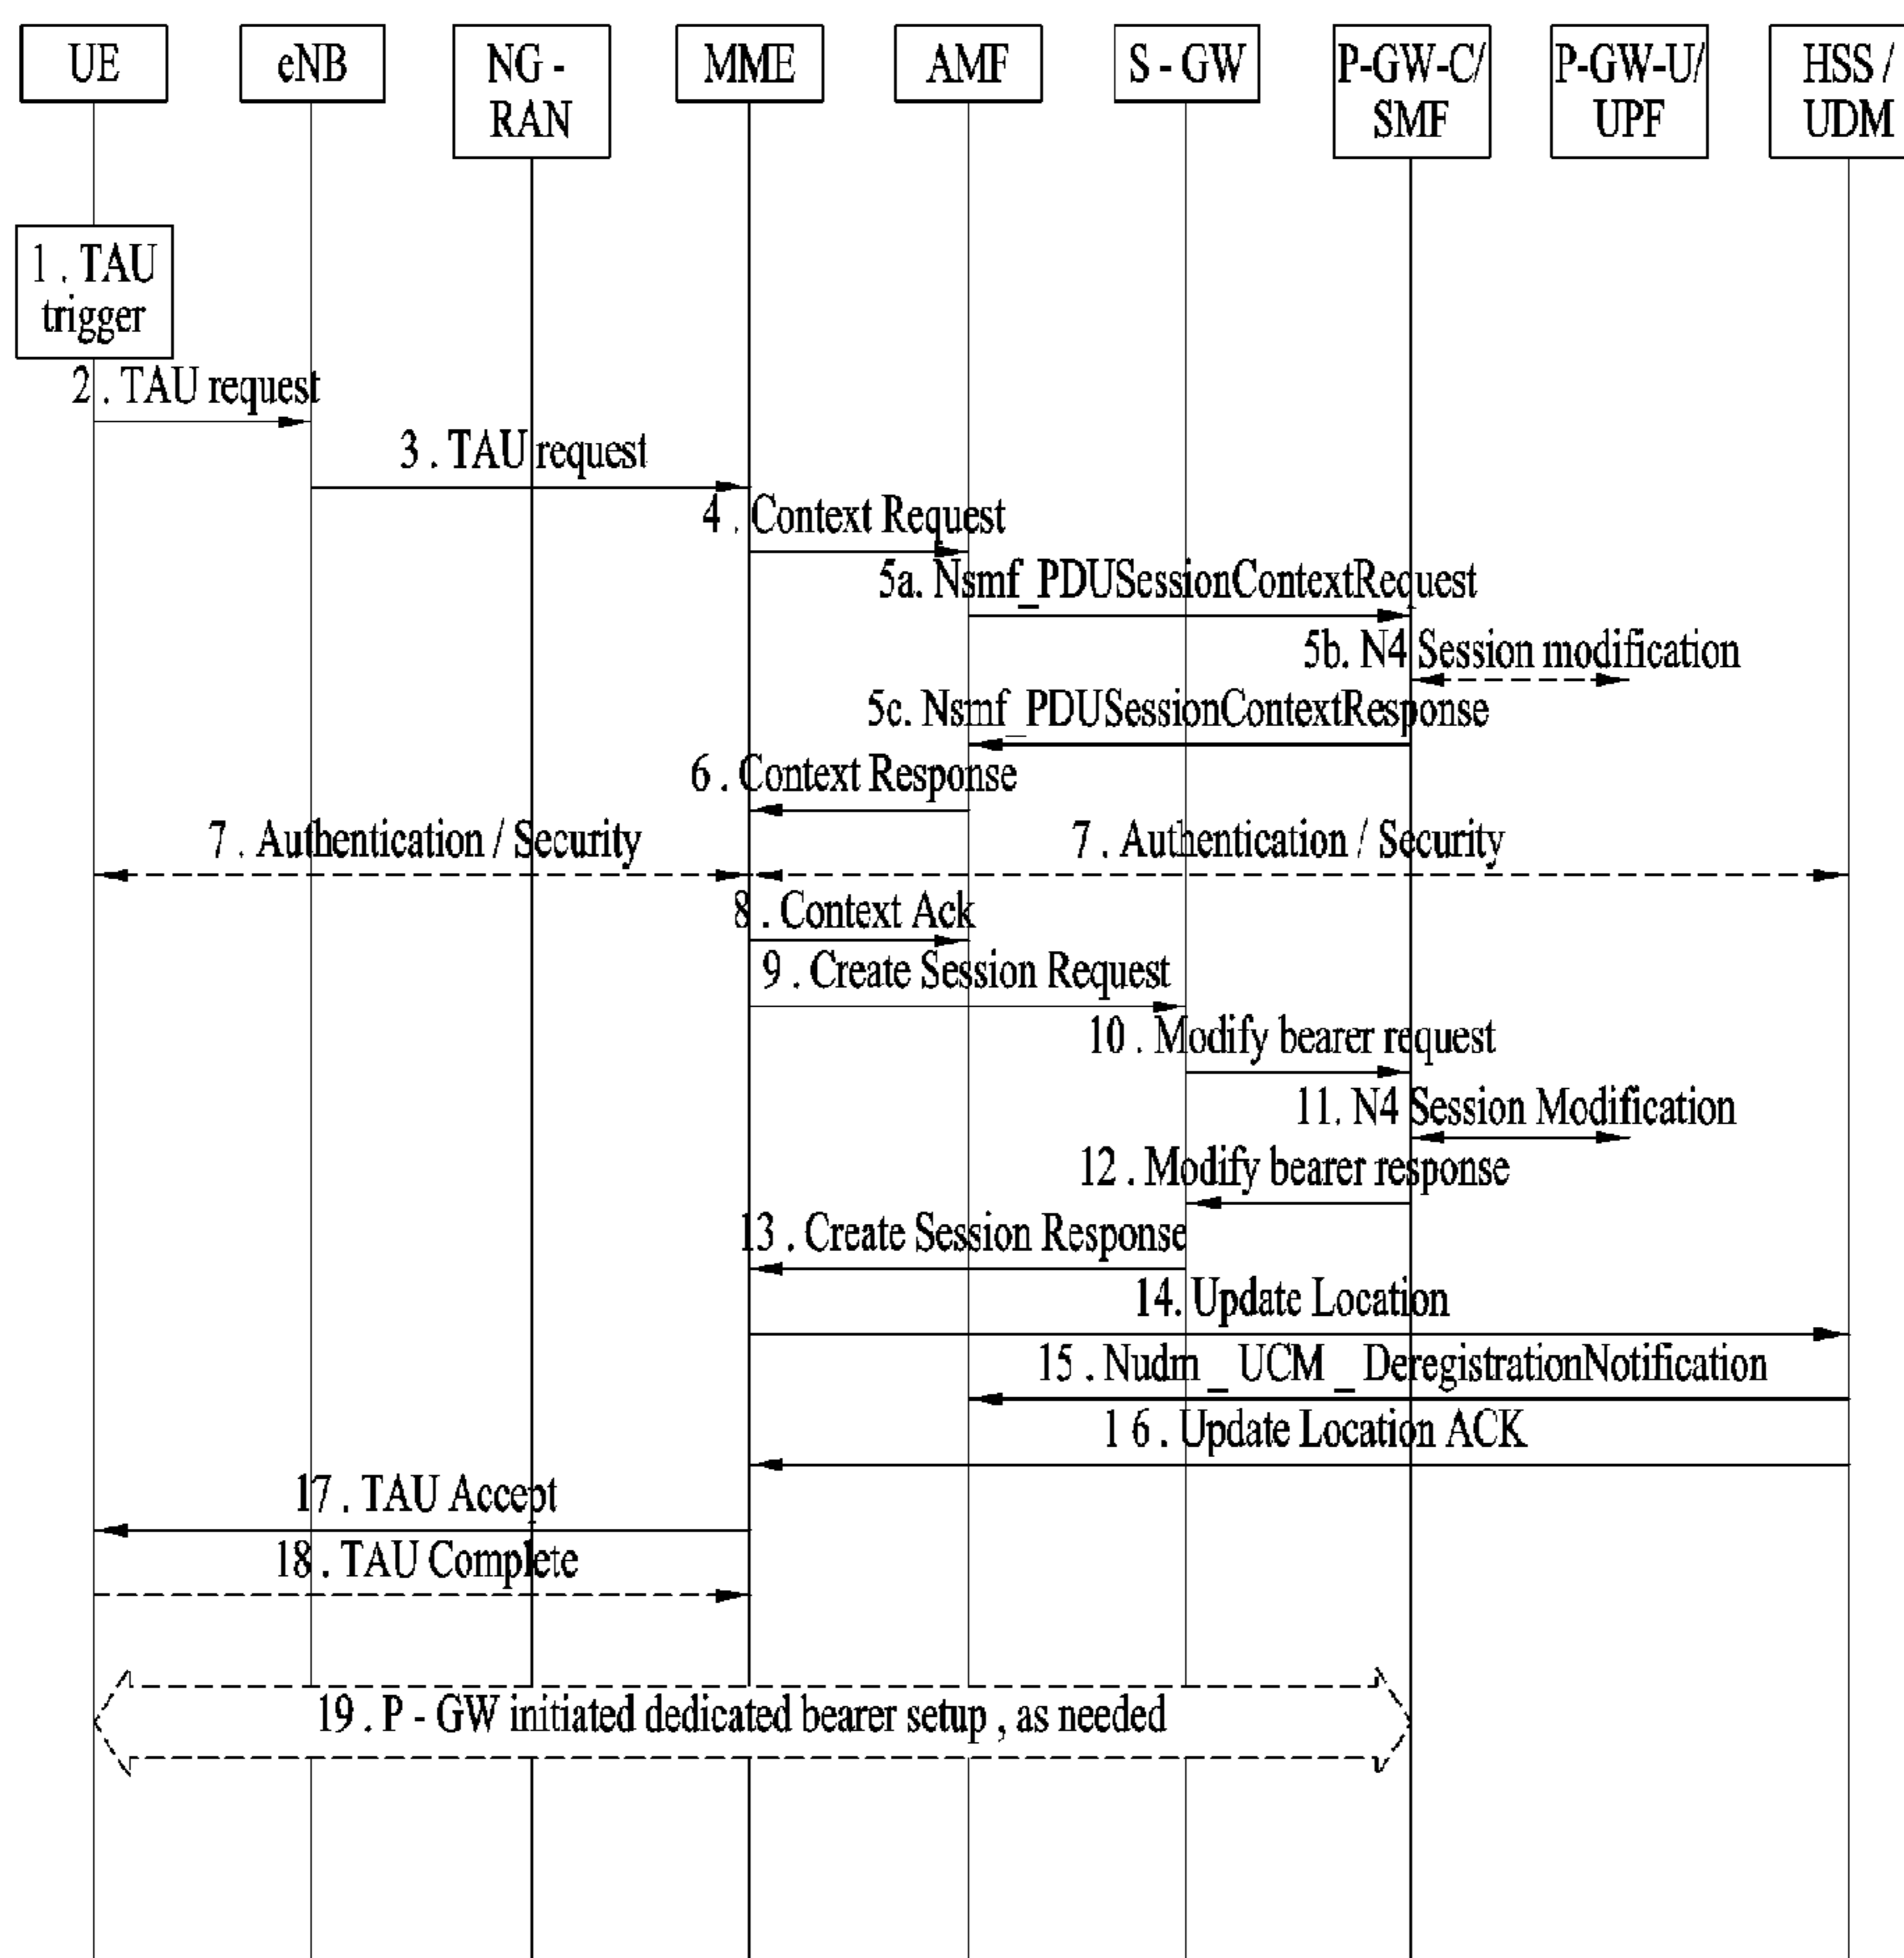 UE
eNB
NG -
RAN
MME
AMF
S - GW
P-GW-C/
SMF
P-GW-U/
UPF
HSS /
UDM
1 . TAU
trigger
2 . TAU request
3 . TAU request
4 . Context Request
5a. Nsmf_PDUSessionContextRequest
5b. N4 Session modification
5c. Nsmf_PDUSessionContextResponse
6 . Context Response
7 . Authentication / Security
7 . Authentication / Security
8 . Context Ack
9 . Create Session Request
10 . Modify bearer request
11. N4 Session Modification
12 . Modify bearer response
13 . Create Session Response
14. Update Location
15 . Nudm _ UCM _ DeregistrationNotification
1 6 . Update Location ACK
17 . TAU Accept
18 . TAU Complete
19 . P - GW initiated dedicated bearer setup , as needed